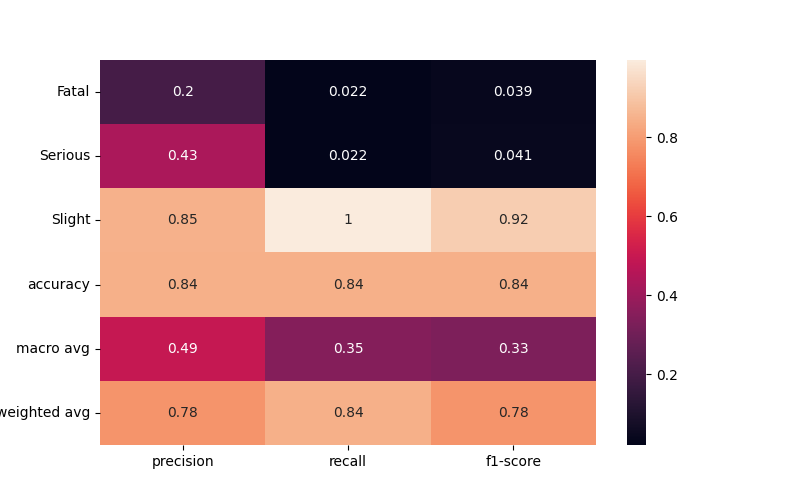 Fatal 0.2 0.022 0.039
Serious 0.43 0.022 0.041
Slight 0.85 1 0.92
accuracy 0.84 0.84 0.84
macro avg 0.49 0.35 0.33
weighted avg 0.78 0.84 0.78
precision recall f1-score
0.8
0.6
0.4
0.2